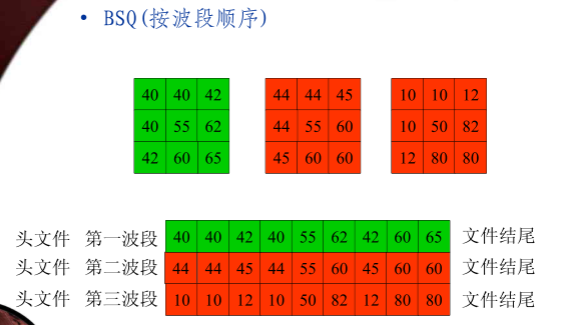 • BSQ(按波段顺序)
40 40 42 44 44 45 10 10 12
40 55 62 44 55 60 10 50 82
42 60 65 45 60 60 12 80 80
头文件 第一波段 40 40 42 40 55 62 42 60 65 文件结尾
头文件 第二波段 44 44 45 44 55 60 45 60 60 文件结尾
头文件 第三波段 10 10 12 10 50 82 12 80 80 文件结尾